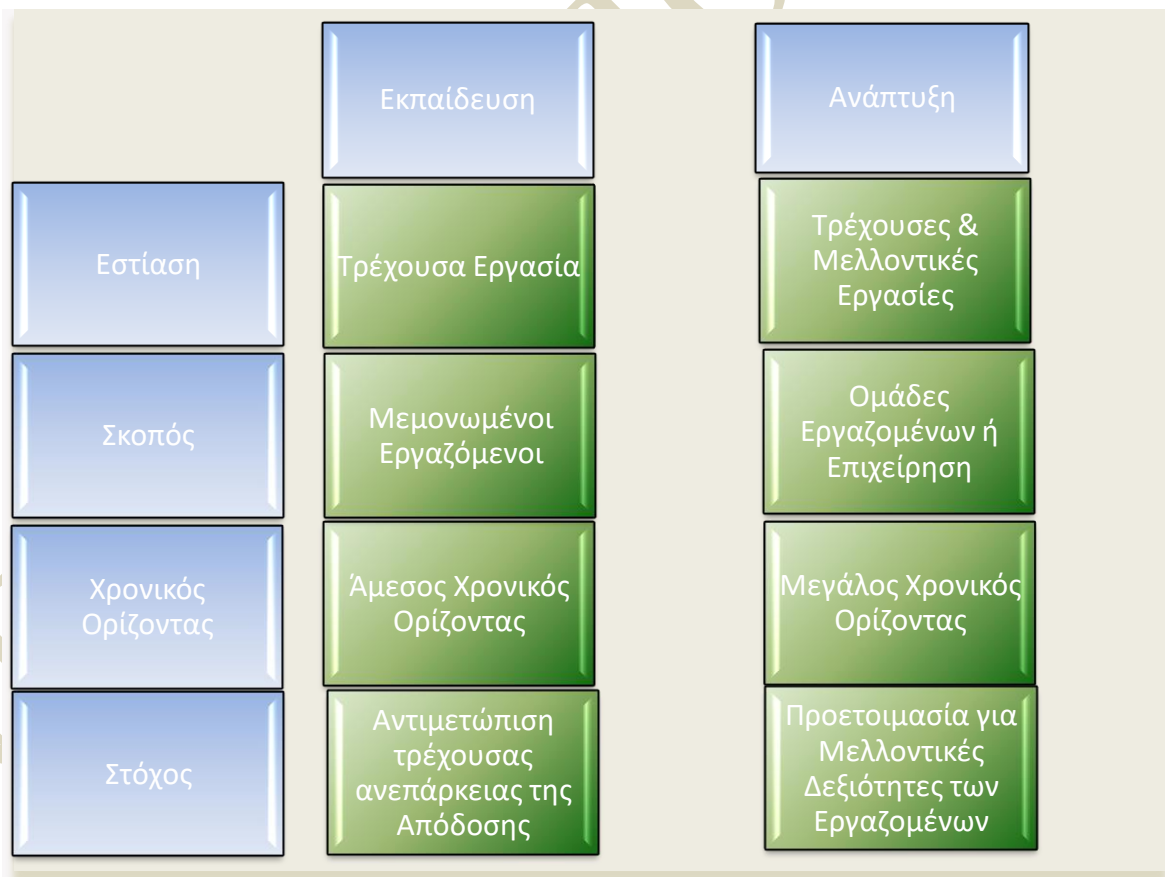 Εκπαίδευση
Ανάπτυξη
Εστίαση
Τρέχουσα Εργασία
Τρέχουσες &
Μελλοντικές
Εργασίες
Σκοπός
Μεμονωμένοι
Εργαζόμενοι
Ομάδες
Εργαζομένων ή
Επιχείρηση
Χρονικός
Ορίζοντας
Άμεσος Χρονικός
Ορίζοντας
Μεγάλος Χρονικός
Ορίζοντας
Στόχος
Αντιμετώπιση
τρέχουσας
ανεπάρκειας της
Απόδοσης
Προετοιμασία για
Μελλοντικές
Δεξιότητες των
Εργαζομένων